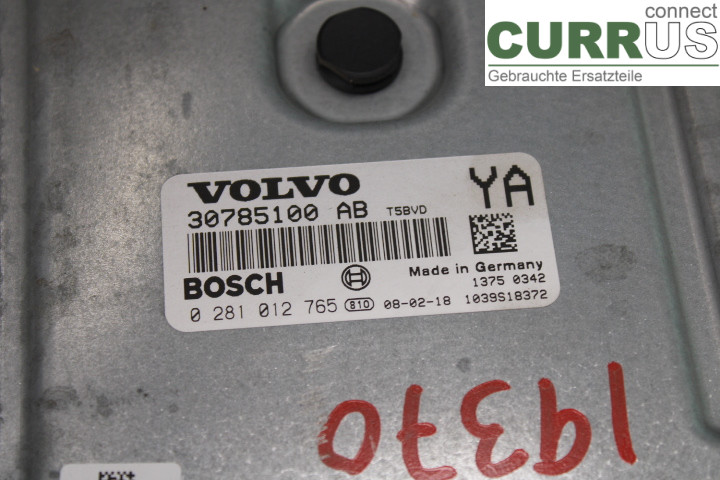 connect
CURRUS
Gebrauchte Ersatzteile
VOLVO
YA
30785100 AB T5BVD
BOSCH
Made in Germany
1375 0342
0 281 012 765 810 08-02-18 1039S18372
19370